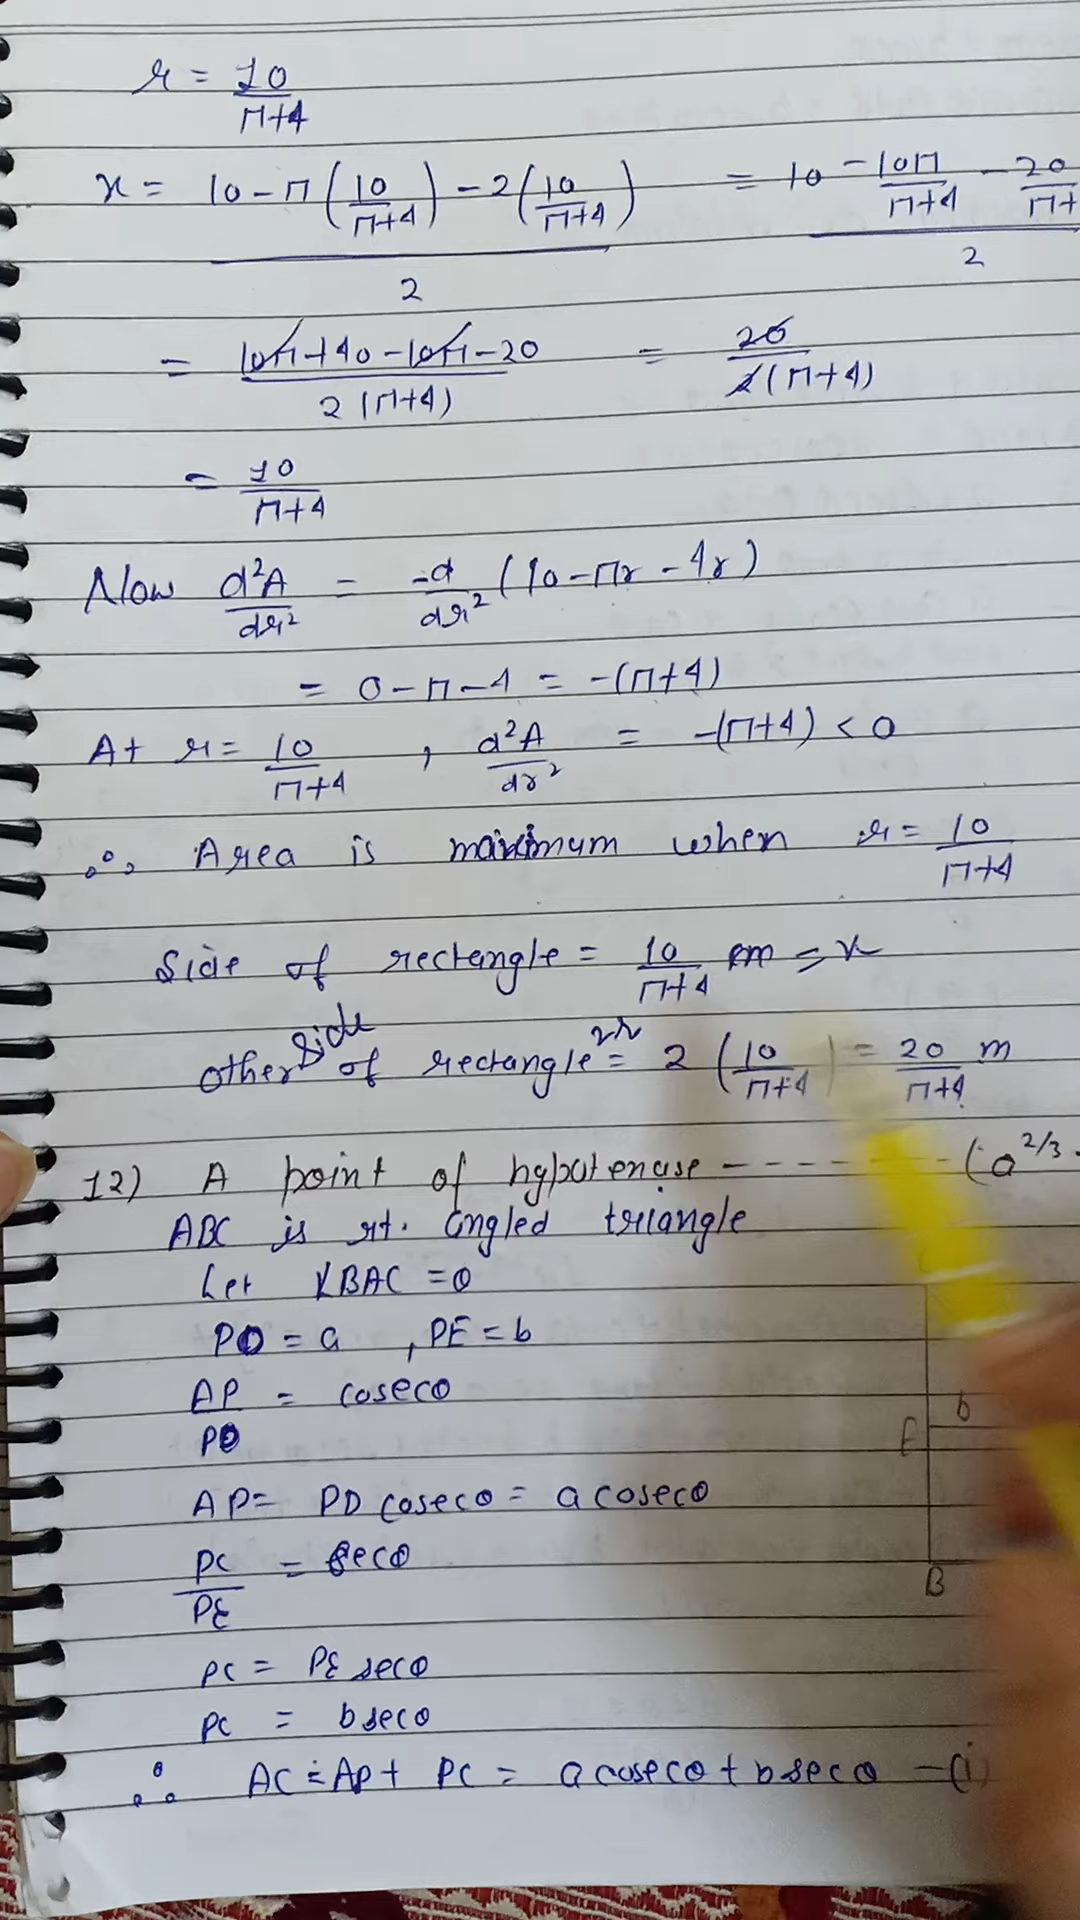 r = 10/(π+4)
x = (10 - π(10/(π+4)) - 2(10/(π+4)))/2 = (10 - 10π/(π+4) - 20/(π+
)/2
= (10π+40-10π-20)/(2(π+4)) = 20/(2(π+4))
= 10/(π+4)
Now d²A/dr² = -d/dr² (10-πr-4r)
= 0-π-4 = -(π+4)
At r = 10/(π+4) , d²A/dr² = -(π+4) < 0
∴ Area is maximum when r = 10/(π+4)
Side of rectangle = 10/(π+4) m = x
other side of rectangle 2r = 2 (10/(π+4)) = 20/(π+4) m
12) A point of hypotenuse -------- (a^2/3
ABC is rt. angled triangle
Let ∠BAC = θ
PD = a , PE = b
AP/PD = cosecθ
AP = PD cosecθ = a cosecθ
PC/PE = secθ
PC = PE secθ
PC = b secθ
∴ AC = AP + PC = a cosecθ + b secθ -(i)
b
E
B